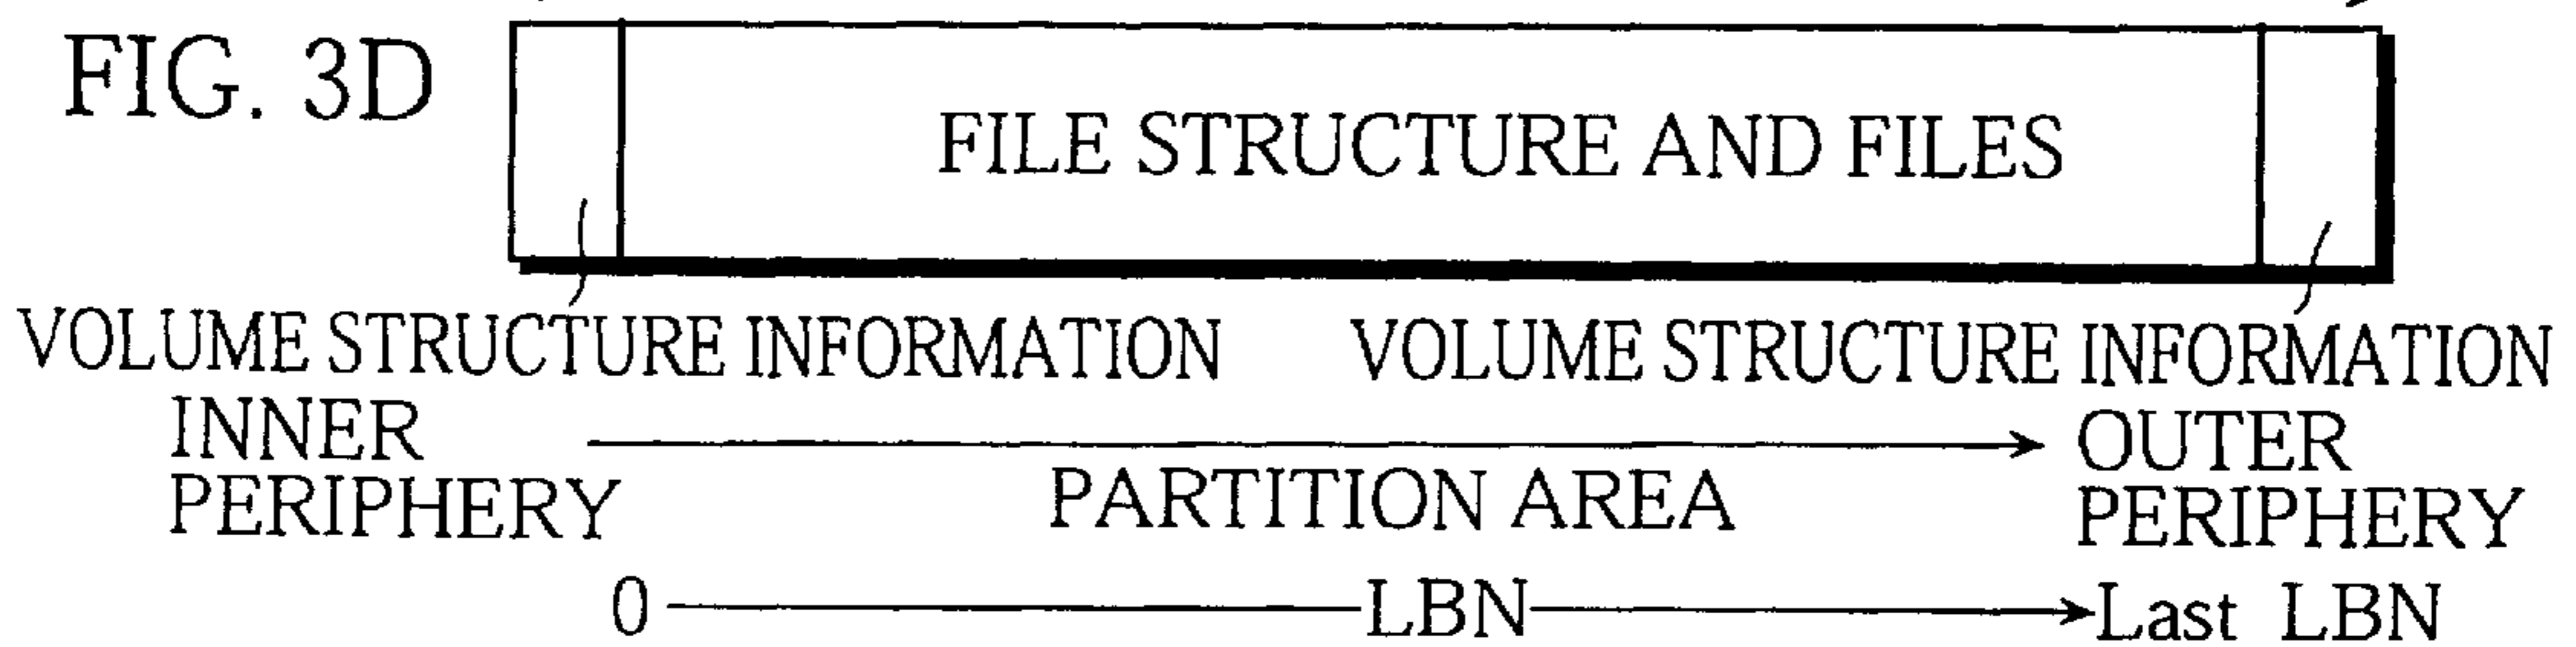 FIG. 3D
FILE STRUCTURE AND FILES
VOLUME STRUCTURE INFORMATION VOLUME STRUCTURE INFORMATION
INNER PERIPHERY
PARTITION AREA
OUTER PERIPHERY
0 LBN Last LBN